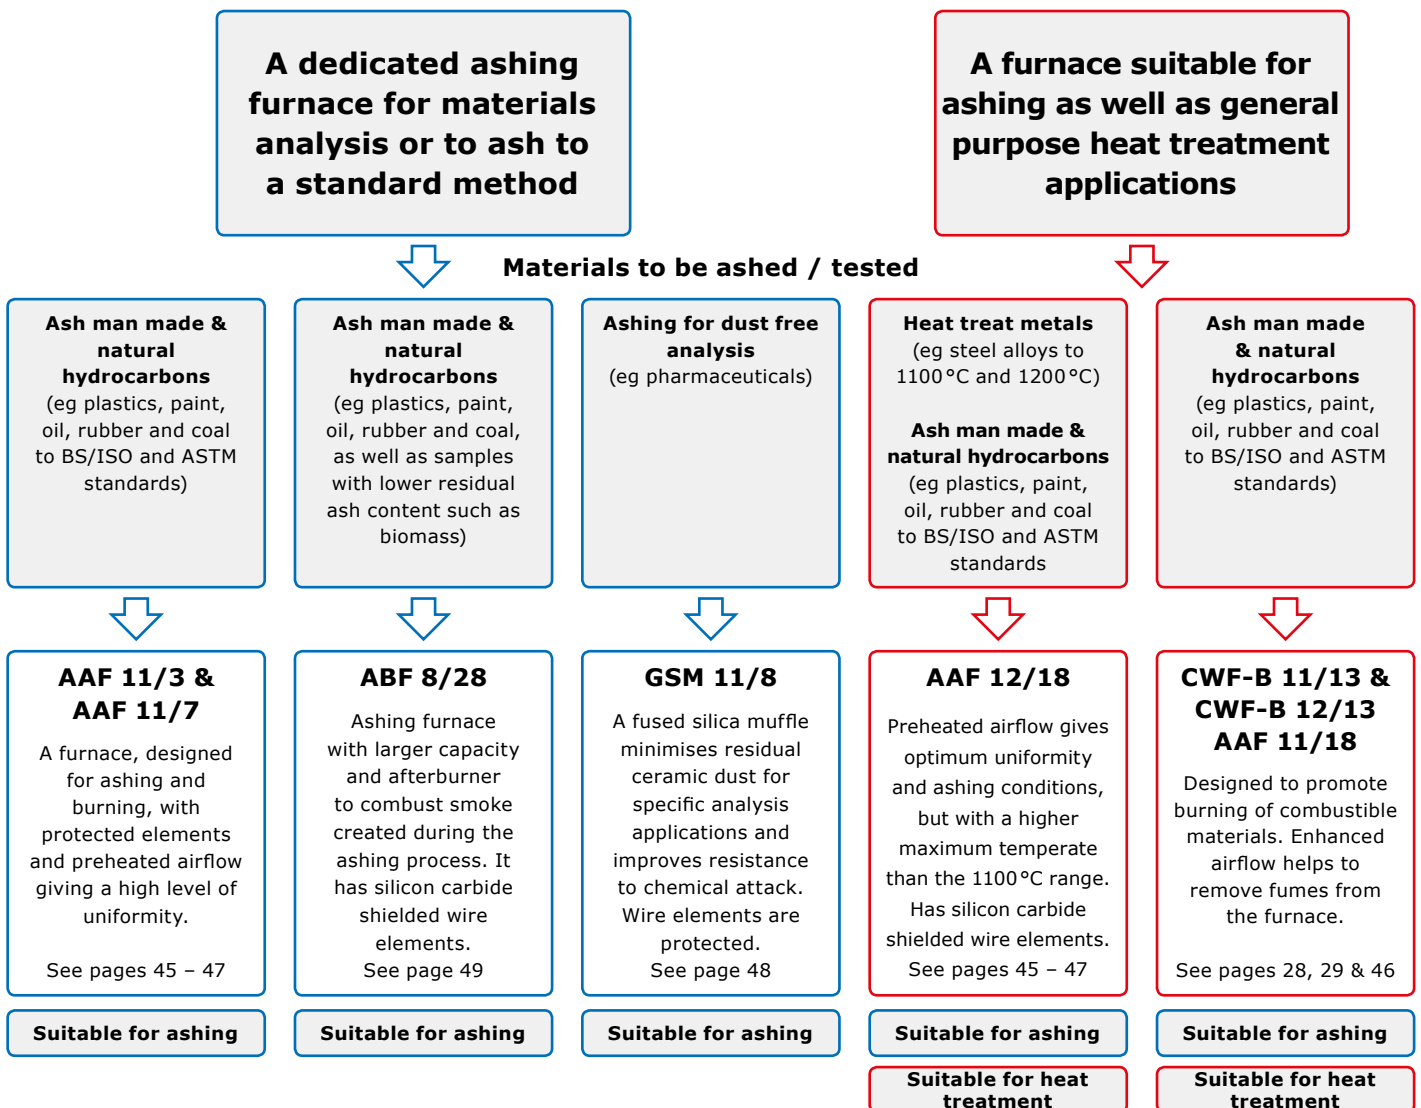 A dedicated ashing
furnace for materials
analysis or to ash to
a standard method
A furnace suitable for
ashing as well as general
purpose heat treatment
applications
Materials to be ashed / tested
Ash man made &
natural
hydrocarbons
(eg plastics, paint,
oil, rubber and coal
to BS/ISO and ASTM
standards)
Ash man made &
natural
hydrocarbons
(eg plastics, paint,
oil, rubber and coal,
as well as samples
with lower residual
ash content such as
biomass)
Ashing for dust free
analysis
(eg pharmaceuticals)
Heat treat metals
(eg steel alloys to
1100°C and 1200°C)
Ash man made &
natural hydrocarbons
(eg plastics, paint,
oil, rubber and coal
to BS/ISO and ASTM
standards
Ash man made
& natural
hydrocarbons
(eg plastics, paint,
oil, rubber and coal
to BS/ISO and ASTM
standards)
AAF 11/3 &
AAF 11/7
A furnace, designed
for ashing and
burning, with
protected elements
and preheated airflow
giving a high level of
uniformity.
See pages 45 – 47
ABF 8/28
Ashing furnace
with larger capacity
and afterburner
to combust smoke
created during the
ashing process. It
has silicon carbide
shielded wire
elements.
See page 49
GSM 11/8
A fused silica muffle
minimises residual
ceramic dust for
specific analysis
applications and
improves resistance
to chemical attack.
Wire elements are
protected.
See page 48
AAF 12/18
Preheated airflow gives
optimum uniformity
and ashing conditions,
but with a higher
maximum temperate
than the 1100°C range.
Has silicon carbide
shielded wire elements.
See pages 45 – 47
CWF-B 11/13 &
CWF-B 12/13
AAF 11/18
Designed to promote
burning of combustible
materials. Enhanced
airflow helps to
remove fumes from
the furnace.
See pages 28, 29 & 46
Suitable for ashing
Suitable for ashing
Suitable for ashing
Suitable for ashing
Suitable for ashing
Suitable for heat
treatment
Suitable for heat
treatment